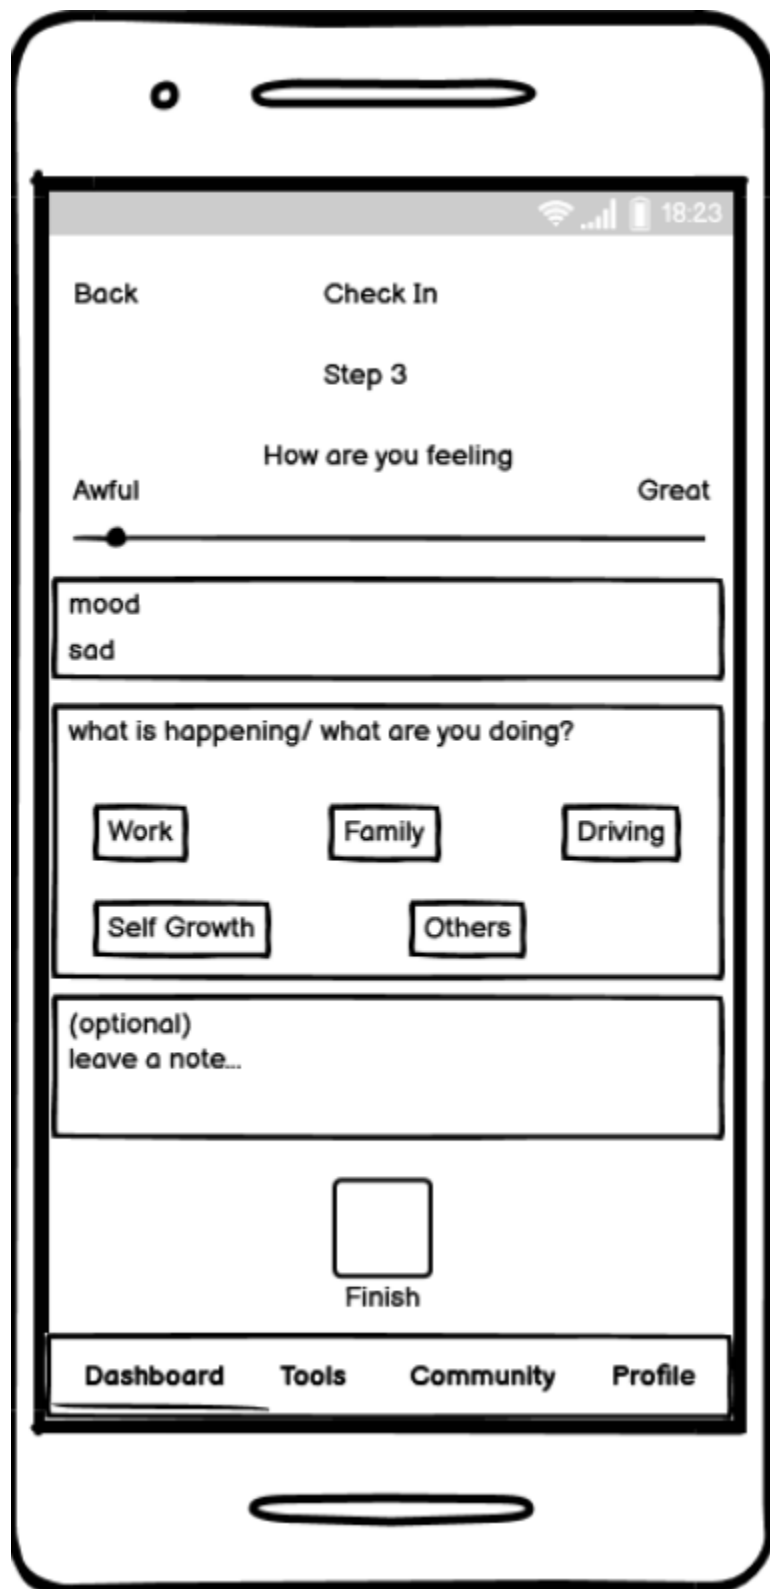 18:23
Back Check In
Step 3
How are you feeling
Awful Great
mood
sad
what is happening/ what are you doing?
Work Family Driving
Self Growth Others
(optional)
leave a note...
Finish
Dashboard Tools Community Profile